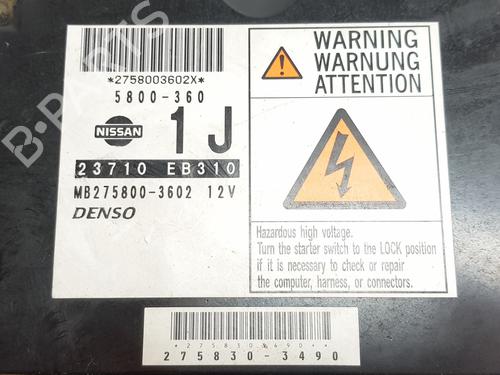 *2758003602X*
5800-360
NISSAN
1J
23710 EB310
MB275800-3602 12V
DENSO
WARNING
WARNUNG
ATTENTION
Hazardous high voltage.
Turn the starter switch to the LOCK position
if it is necessary to check or repair
the computer, harness, or connectors.
*275830-3490*
275830-3490
B-PARTS